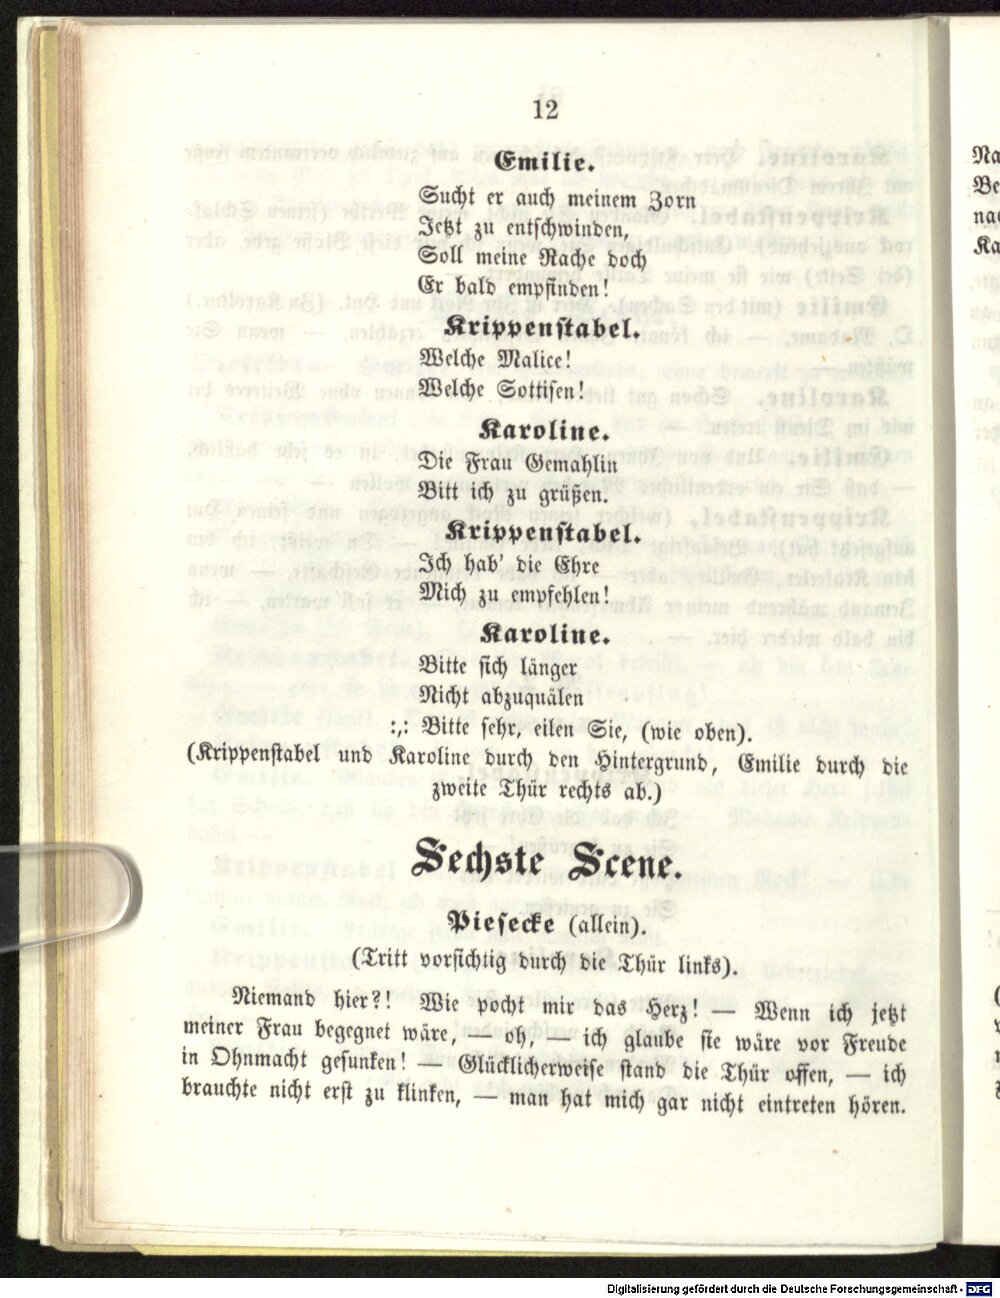 12
Emilie.
Sucht er auch meinem Zorn
Jetzt zu entschwinden,
Soll meine Rache doch
Er bald empfinden!
Krippenstabel.
Welche Malice!
Welche Sottisen!
Karoline.
Die Frau Gemahlin
Bitt ich zu grüßen.
Krippenstabel.
Ich hab' die Ehre
Mich zu empfehlen!
Karoline.
Bitte sich länger
Nicht abzuquälen
:,: Bitte sehr, eilen Sie, (wie oben).
(Krippenstabel und Karoline durch den Hintergrund, Emilie durch die
zweite Thür rechts ab.)
Sechste Scene.
Piesecke (allein).
(Tritt vorsichtig durch die Thür links).
Niemand hier?! Wie pocht mir das Herz! — Wenn ich jetzt
meiner Frau begegnet wäre, — oh, — ich glaube sie wäre vor Freude
in Ohnmacht gesunken! — Glücklicherweise stand die Thür offen, — ich
brauchte nicht erst zu klinken, — man hat mich gar nicht eintreten hören.
Na
Be
nac
Ka
Digitalisierung gefördert durch die Deutsche Forschungsgemeinschaft - DFG